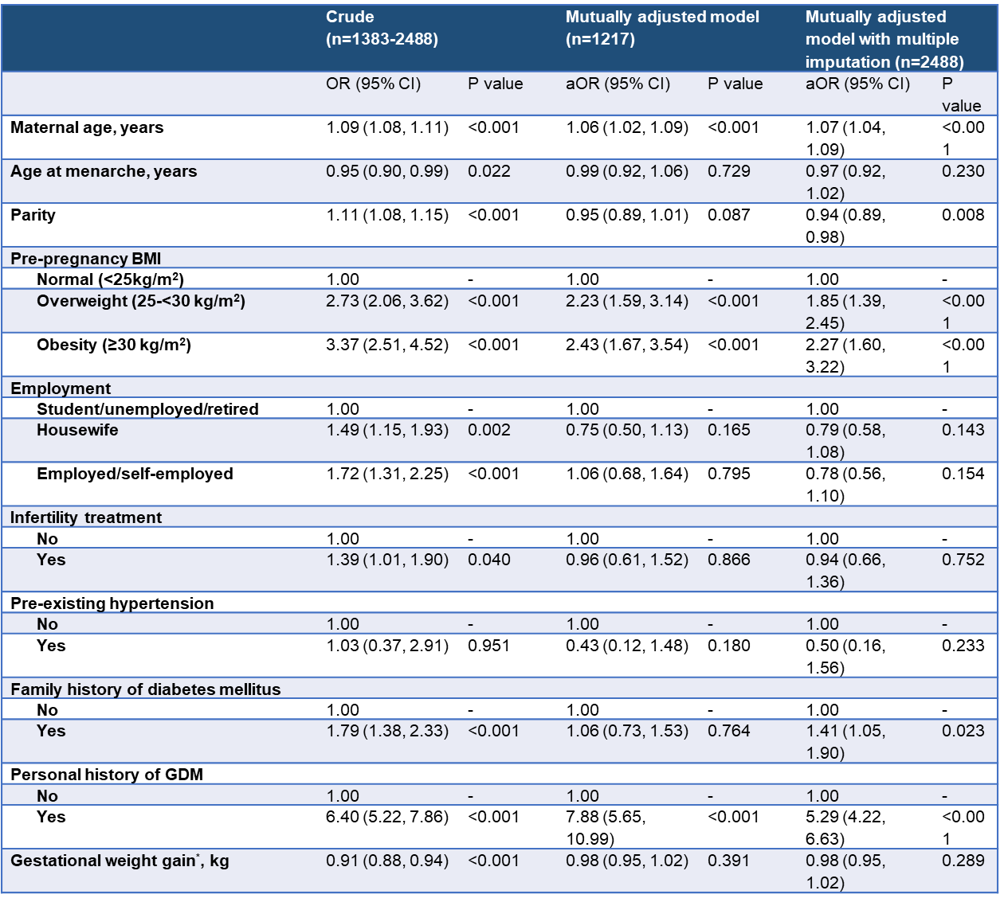 Crude Mutually adjusted model Mutually adjusted
(n=1383-2488) (n=1217) model with multiple
imputation (n=2488)
OR (95% CI) P value aOR (95% CI) P value aOR (95% CI) P
value
Maternal age, years 1.09 (1.08, 1.11) <0.001 1.06 (1.02, 1.09) <0.001 1.07 (1.04, <0.00
1.09) 1
Age at menarche, years 0.95 (0.90, 0.99) 0.022 0.99 (0.92, 1.06) 0.729 0.97 (0.92, 0.230
1.02)
Parity 1.11 (1.08, 1.15) <0.001 0.95 (0.89, 1.01) 0.087 0.94 (0.89, 0.008
0.98)
Pre-pregnancy BMI
Normal (<25kg/m²) 1.00 - 1.00 - 1.00 -
Overweight (25-<30 kg/m²) 2.73 (2.06, 3.62) <0.001 2.23 (1.59, 3.14) <0.001 1.85 (1.39, <0.00
2.45) 1
Obesity (≥30 kg/m²) 3.37 (2.51, 4.52) <0.001 2.43 (1.67, 3.54) <0.001 2.27 (1.60, <0.00
3.22) 1
Employment
Student/unemployed/retired 1.00 - 1.00 - 1.00 -
Housewife 1.49 (1.15, 1.93) 0.002 0.75 (0.50, 1.13) 0.165 0.79 (0.58, 0.143
1.08)
Employed/self-employed 1.72 (1.31, 2.25) <0.001 1.06 (0.68, 1.64) 0.795 0.78 (0.56, 0.154
1.10)
Infertility treatment
No 1.00 - 1.00 - 1.00 -
Yes 1.39 (1.01, 1.90) 0.040 0.96 (0.61, 1.52) 0.866 0.94 (0.66, 0.752
1.36)
Pre-existing hypertension
No 1.00 - 1.00 - 1.00 -
Yes 1.03 (0.37, 2.91) 0.951 0.43 (0.12, 1.48) 0.180 0.50 (0.16, 0.233
1.56)
Family history of diabetes mellitus
No 1.00 - 1.00 - 1.00 -
Yes 1.79 (1.38, 2.33) <0.001 1.06 (0.73, 1.53) 0.764 1.41 (1.05, 0.023
1.90)
Personal history of GDM
No 1.00 - 1.00 - 1.00 -
Yes 6.40 (5.22, 7.86) <0.001 7.88 (5.65, <0.001 5.29 (4.22, <0.00
10.99) 6.63) 1
Gestational weight gain*, kg 0.91 (0.88, 0.94) <0.001 0.98 (0.95, 1.02) 0.391 0.98 (0.95, 0.289
1.02)